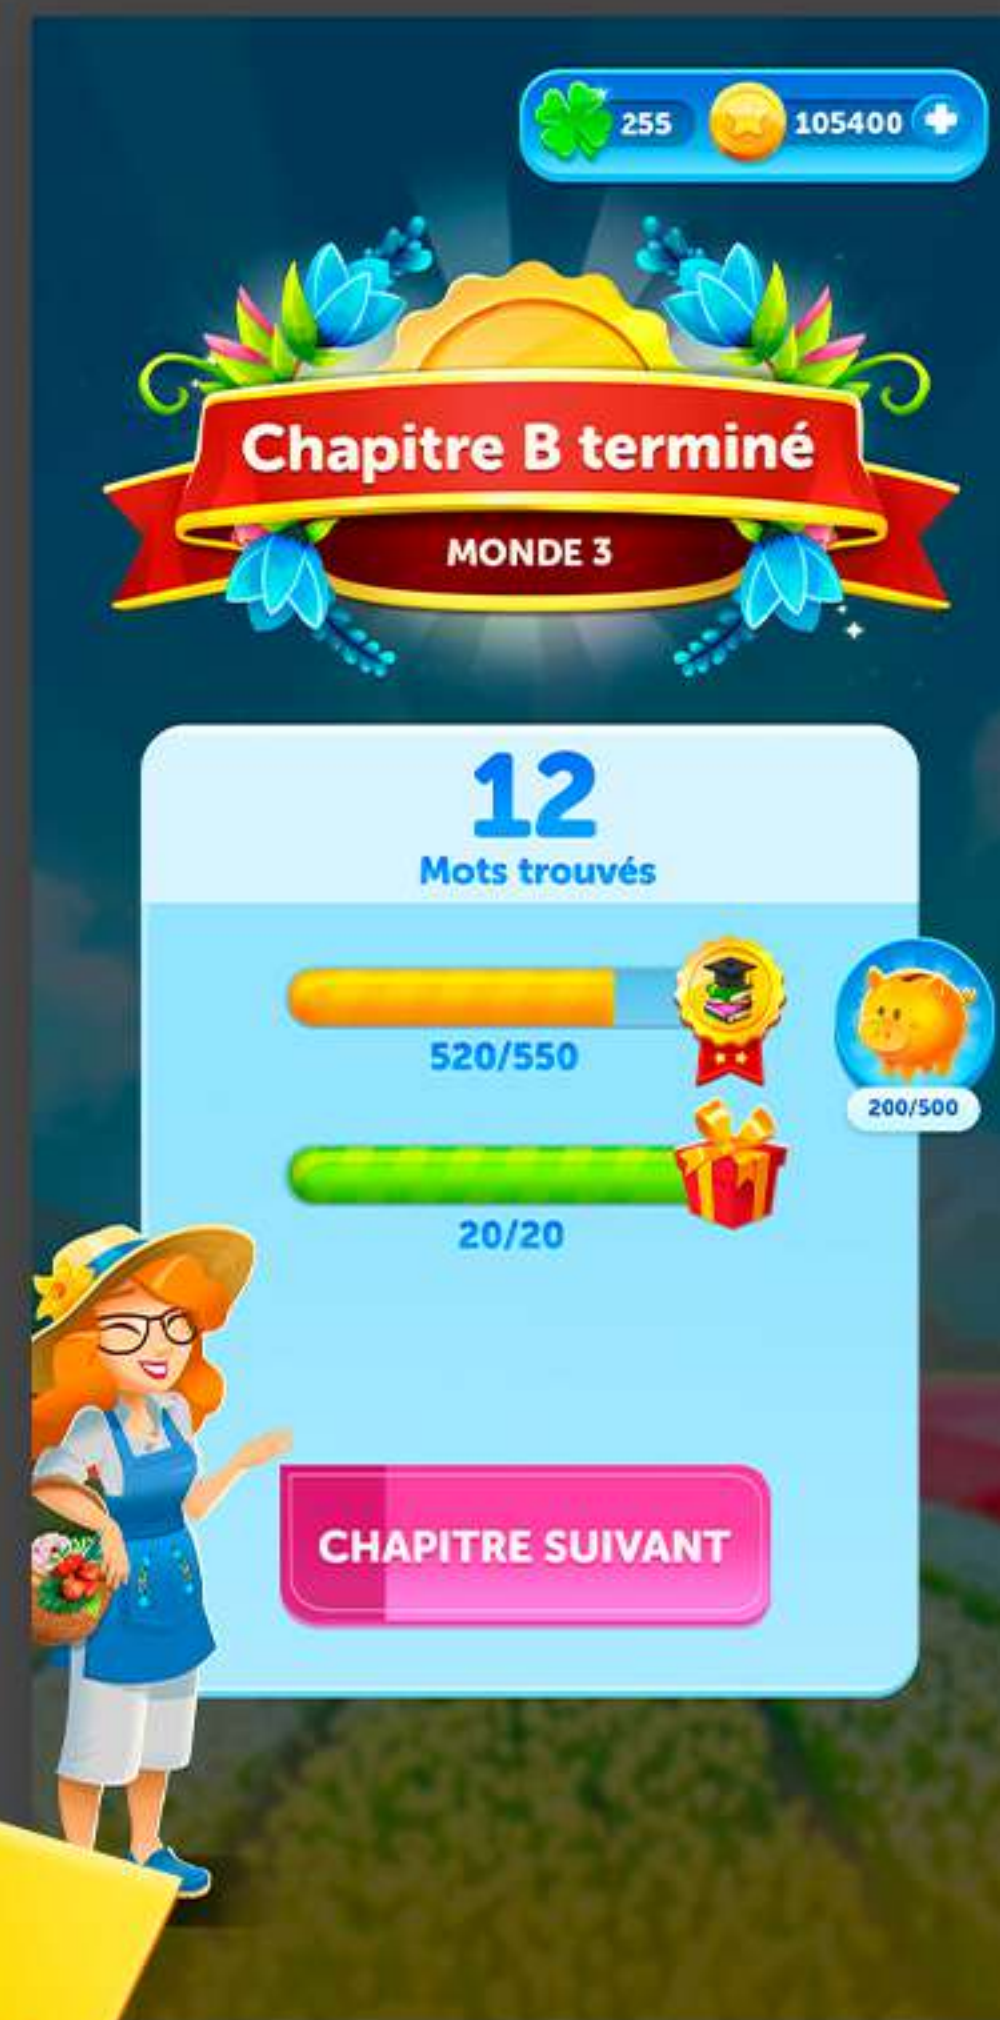 255 105400
Chapitre B terminé
MONDE 3
12
Mots trouvés
520/550
200/500
20/20
CHAPITRE SUIVANT